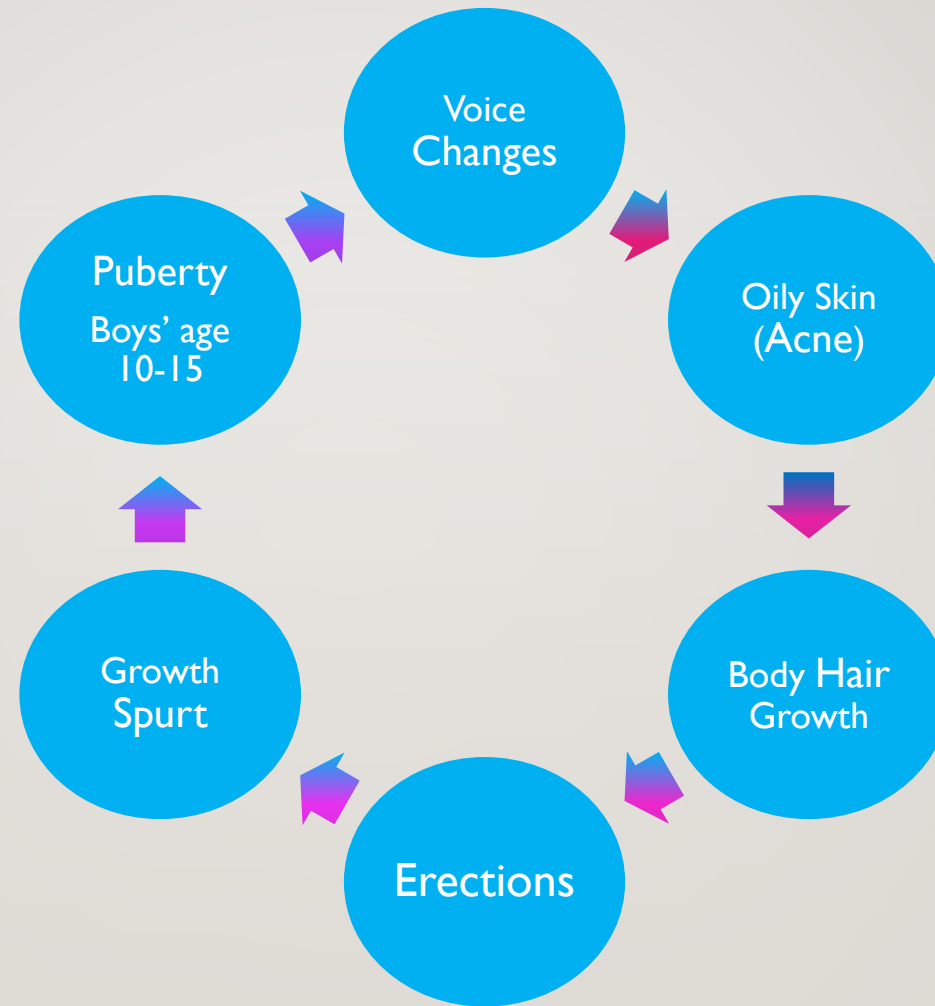 Voice
Changes
Oily Skin
(Acne)
Body Hair
Growth
Erections
Growth
Spurt
Puberty
Boys’ age
10-15